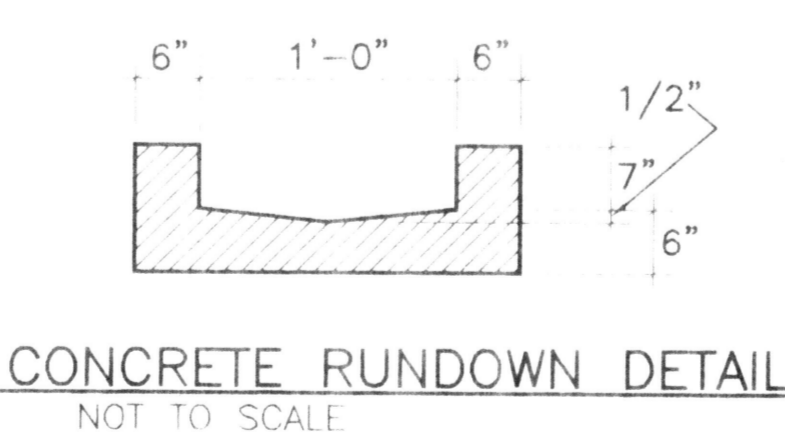 6” 1’-0” 6”
1/2”
7”
6”
CONCRETE RUNDOWN DETAIL
NOT TO SCALE